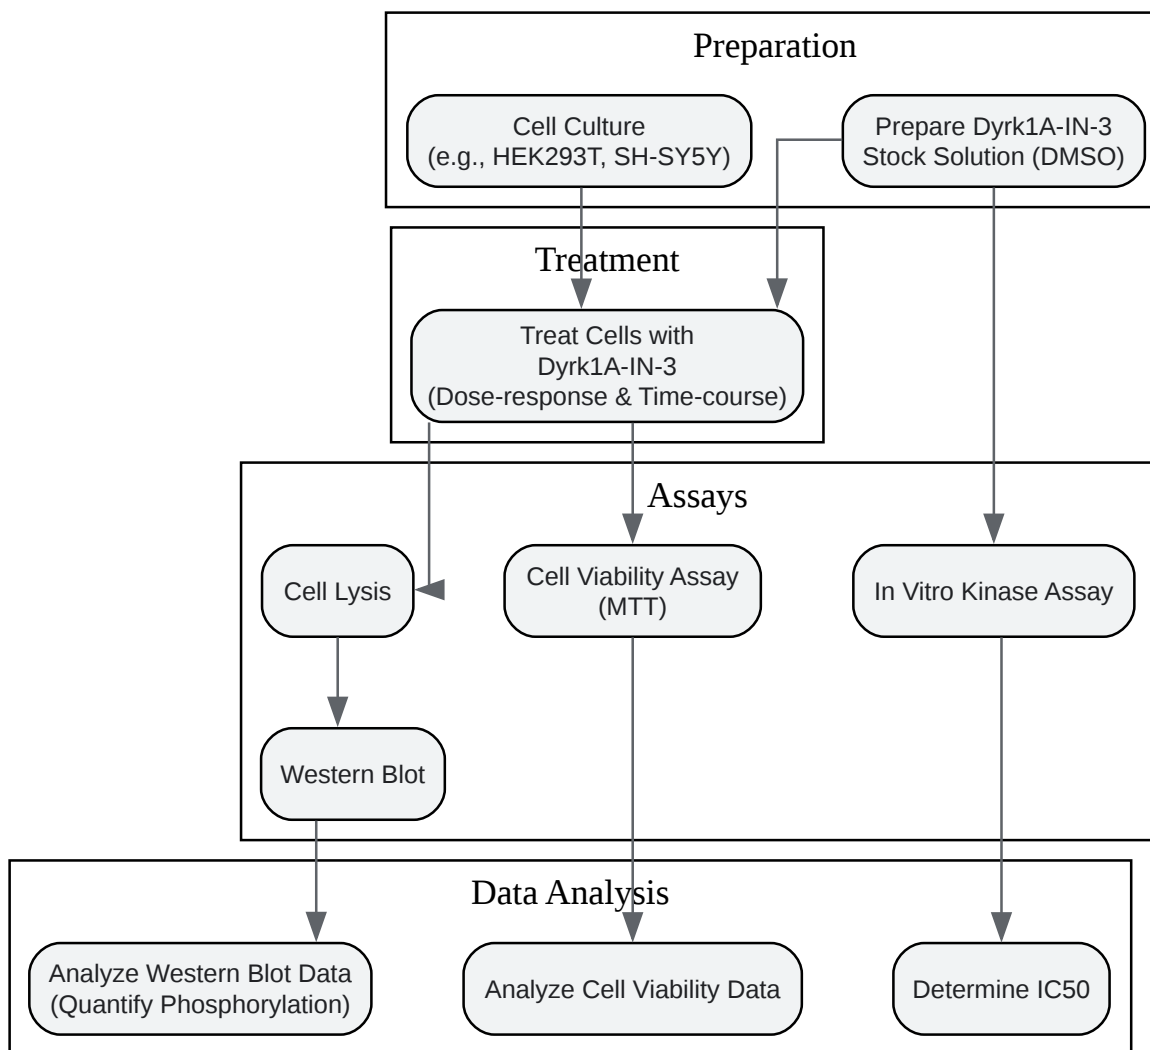 Preparation
Cell Culture
(e.g., HEK293T, SH-SY5Y)
Prepare Dyrk1A-IN-3
Stock Solution (DMSO)
Treatment
Treat Cells with
Dyrk1A-IN-3
(Dose-response & Time-course)
Assays
Cell Lysis
Cell Viability Assay
(MTT)
In Vitro Kinase Assay
Western Blot
Data Analysis
Analyze Western Blot Data
(Quantify Phosphorylation)
Analyze Cell Viability Data
Determine IC50